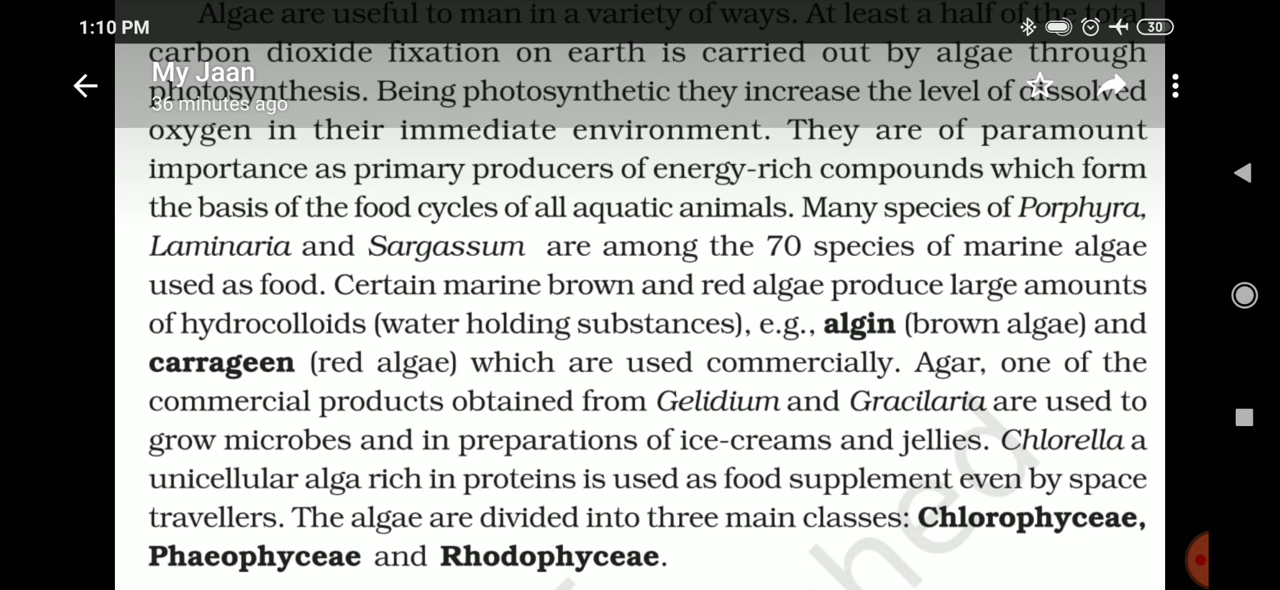 Algae are useful to man in a variety of ways. At least a half of the total
1:10 PM
30
carbon dioxide fixation on earth is carried out by algae through
My Jaan
photosynthesis. Being photosynthetic they increase the level of dissolved
36 minutes ago
oxygen in their immediate environment. They are of paramount
importance as primary producers of energy-rich compounds which form
the basis of the food cycles of all aquatic animals. Many species of Porphyra,
Laminaria and Sargassum are among the 70 species of marine algae
used as food. Certain marine brown and red algae produce large amounts
of hydrocolloids (water holding substances), e.g., algin (brown algae) and
carrageen (red algae) which are used commercially. Agar, one of the
commercial products obtained from Gelidium and Gracilaria are used to
grow microbes and in preparations of ice-creams and jellies. Chlorella a
unicellular alga rich in proteins is used as food supplement even by space
travellers. The algae are divided into three main classes: Chlorophyceae,
Phaeophyceae and Rhodophyceae.